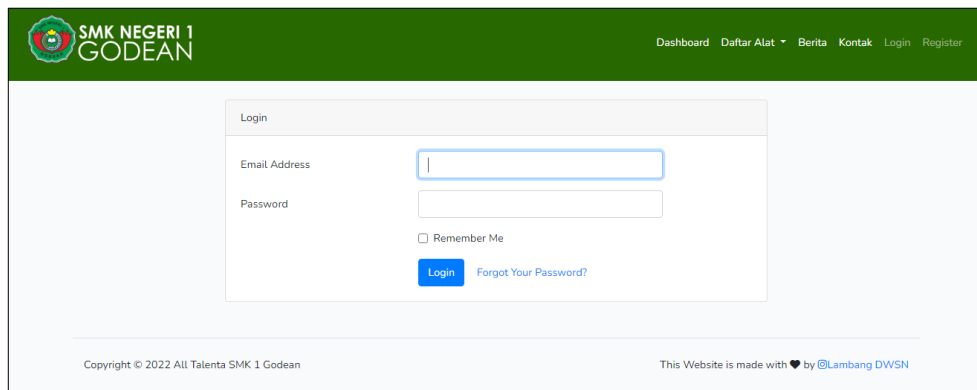 SMK NEGERI 1
GODEAN
Dashboard Daftar Alat Berita Kontak Login Register
Login
Email Address
Password
Remember Me
Login Forgot Your Password?
Copyright © 2022 All Talenta SMK 1 Godean This Website is made with ♥ by Lambang DWSN